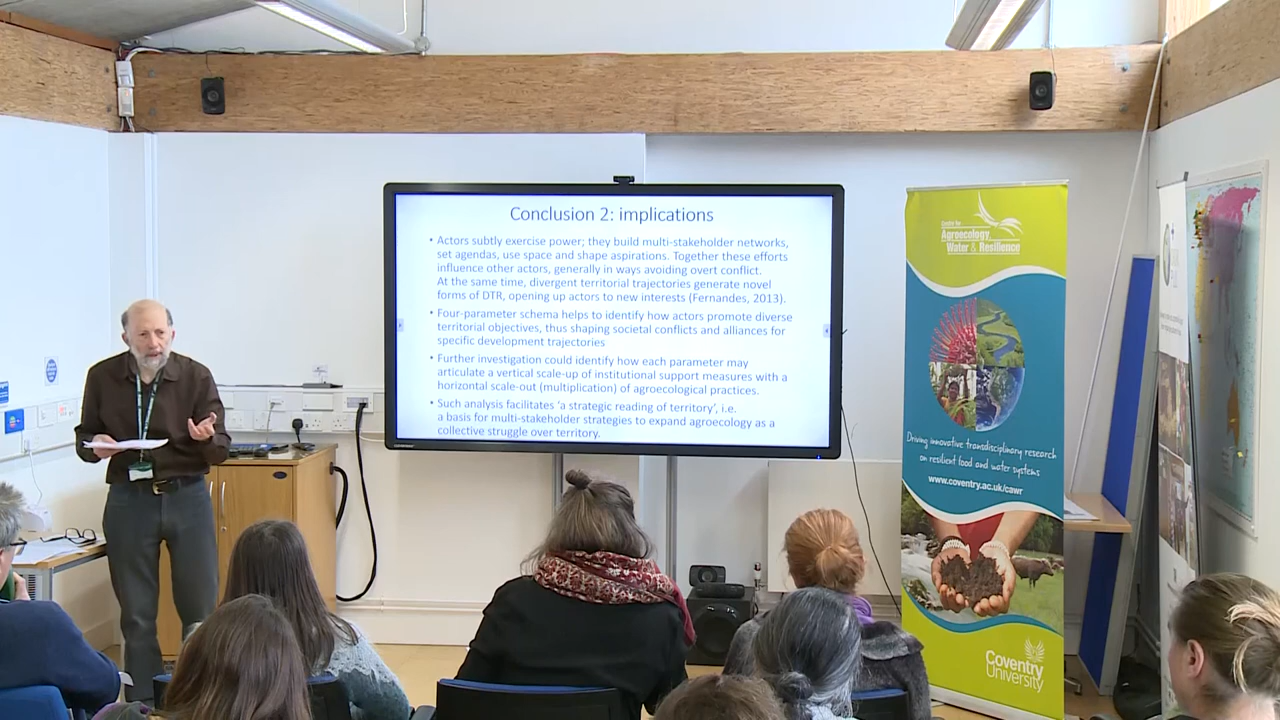 Conclusion 2: implications
• Actors subtly exercise power; they build multi-stakeholder networks,
set agendas, use space and shape aspirations. Together these efforts
influence other actors, generally in ways avoiding overt conflict.
At the same time, divergent territorial trajectories generate novel
forms of DTR, opening up actors to new interests (Fernandes, 2013).
• Four-parameter schema helps to identify how actors promote diverse
territorial objectives, thus shaping societal conflicts and alliances for
specific development trajectories
• Further investigation could identify how each parameter may
articulate a vertical scale-up of institutional support measures with a
horizontal scale-out (multiplication) of agroecological practices.
• Such analysis facilitates ‘a strategic reading of territory’, i.e.
a basis for multi-stakeholder strategies to expand agroecology as a
collective struggle over territory.
Centre for
Agroecology,
Water & Resilience
Driving innovative transdisciplinary research
on resilient food and water systems
www.coventry.ac.uk/cawr
Coventry
University